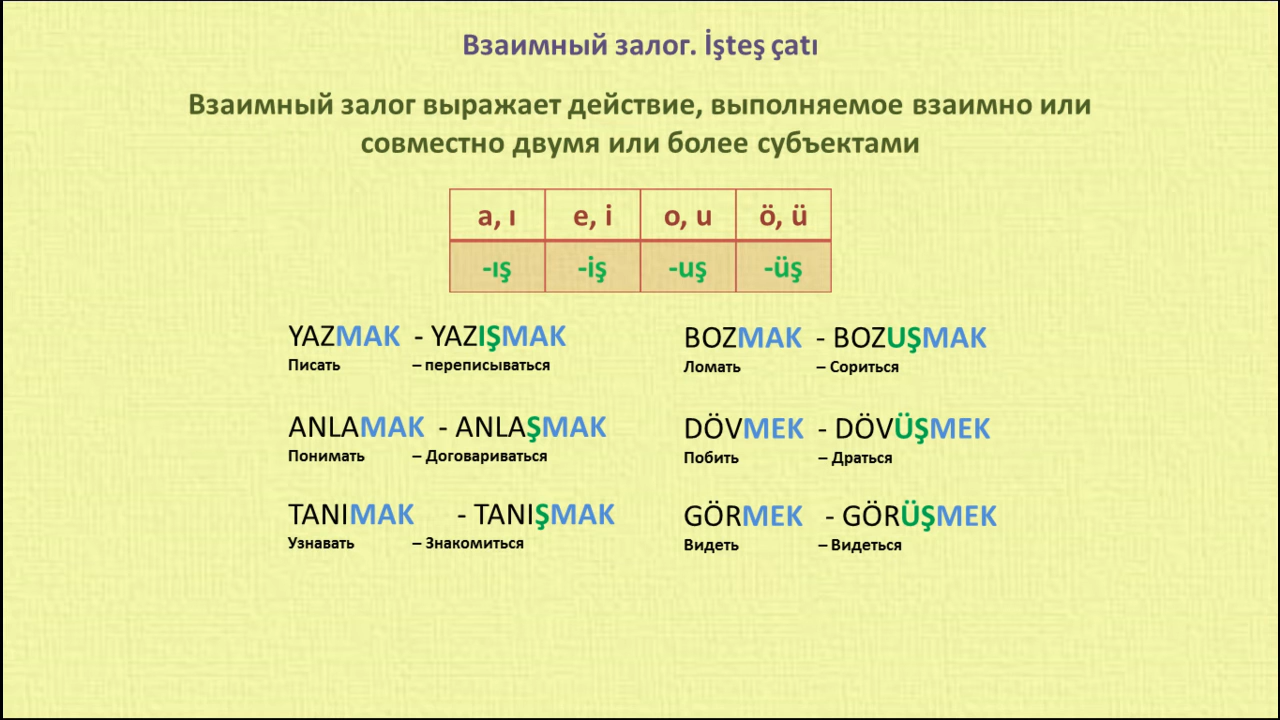 Взаимный залог. İşteş çatı
Взаимный залог выражает действие, выполняемое взаимно или
совместно двумя или более субъектами
a, ı e, i o, u ö, ü
-ış -iş -uş -üş
YAZMAK - YAZIŞMAK
Писать – переписываться
ANLAMAK - ANLAŞMAK
Понимать – Договариваться
TANIMAK - TANIŞMAK
Узнавать – Знакомиться
BOZMAK - BOZUŞMAK
Ломать – Сориться
DÖVMEK - DÖVÜŞMEK
Побить – Драться
GÖRMEK - GÖRÜŞMEK
Видеть – Видеться